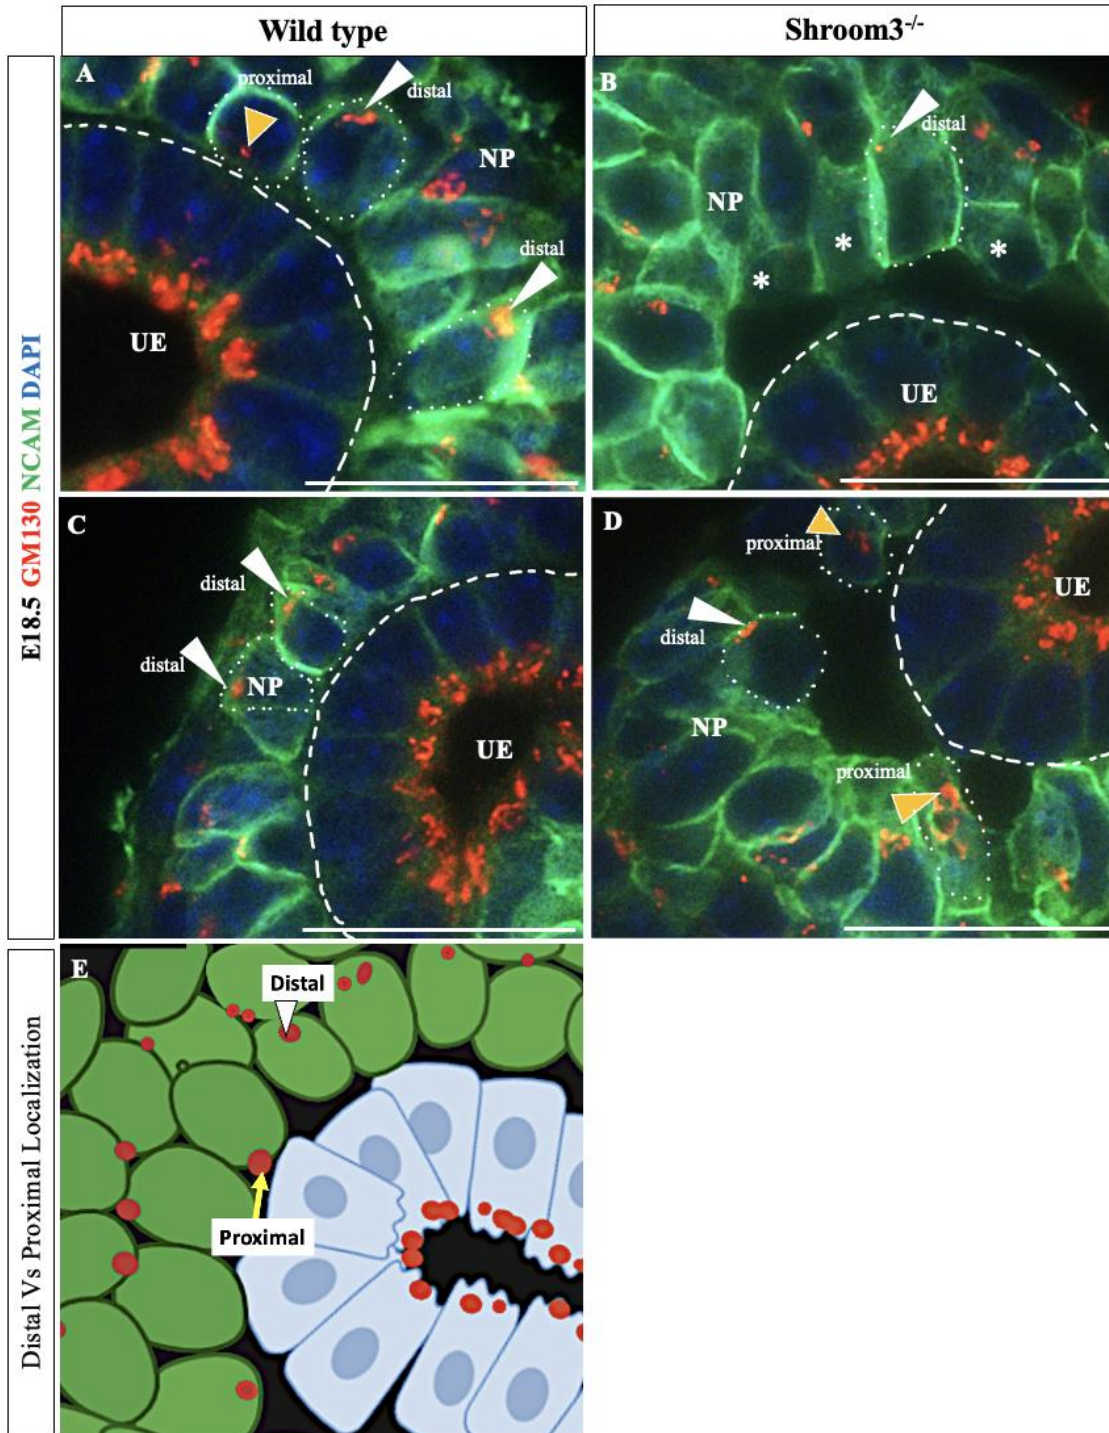 Wild type
Shroom3-/-
E18.5 GM130 NCAM DAPI
A
proximal
distal
NP
distal
UE
B
distal
NP
*
*
UE
C
distal
distal
NP
UE
D
proximal
UE
distal
NP
proximal
Distal Vs Proximal Localization
E
Distal
Proximal